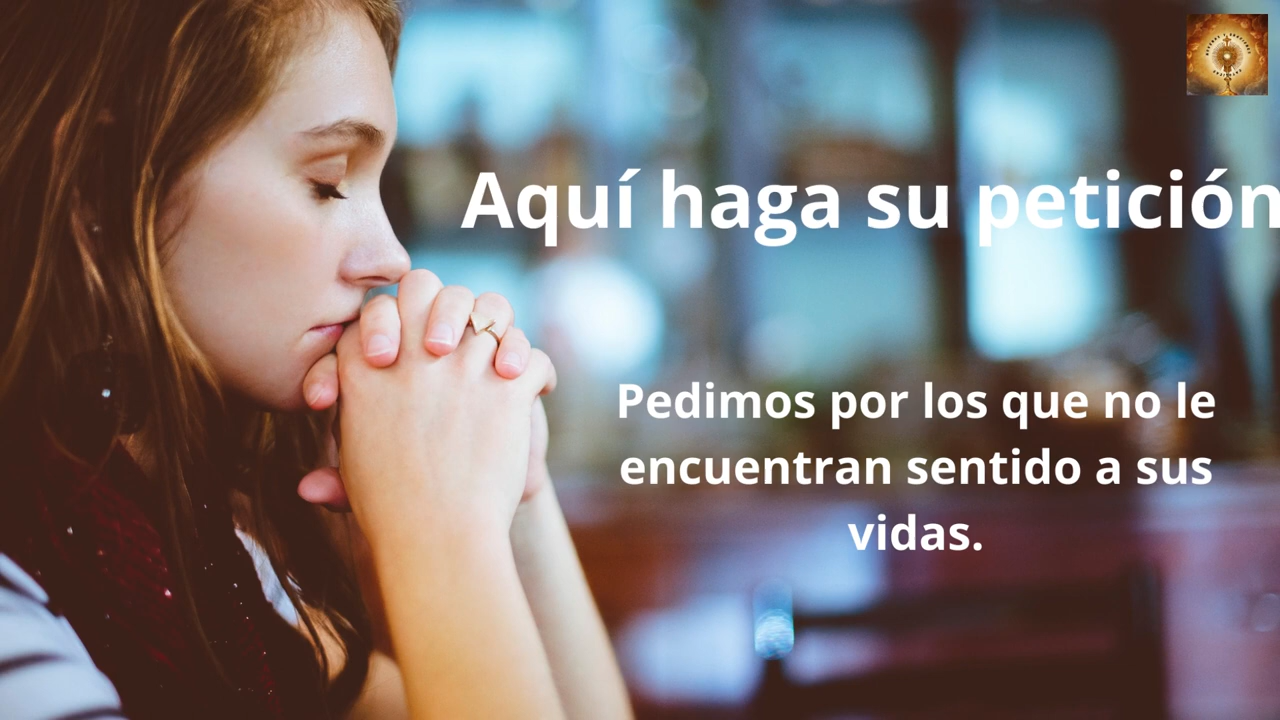 Aquí haga su petición
Pedimos por los que no le
encuentran sentido a sus
vidas.